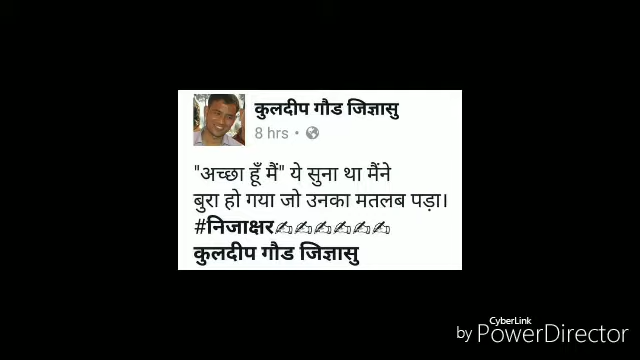 कुलदीप गौड जिज्ञासु
8 hrs •
"अच्छा हूँ मैं" ये सुना था मैंने
बुरा हो गया जो उनका मतलब पड़ा।
#निजाक्षर✍✍✍✍✍✍
कुलदीप गौड जिज्ञासु
CyberLink
by PowerDirector